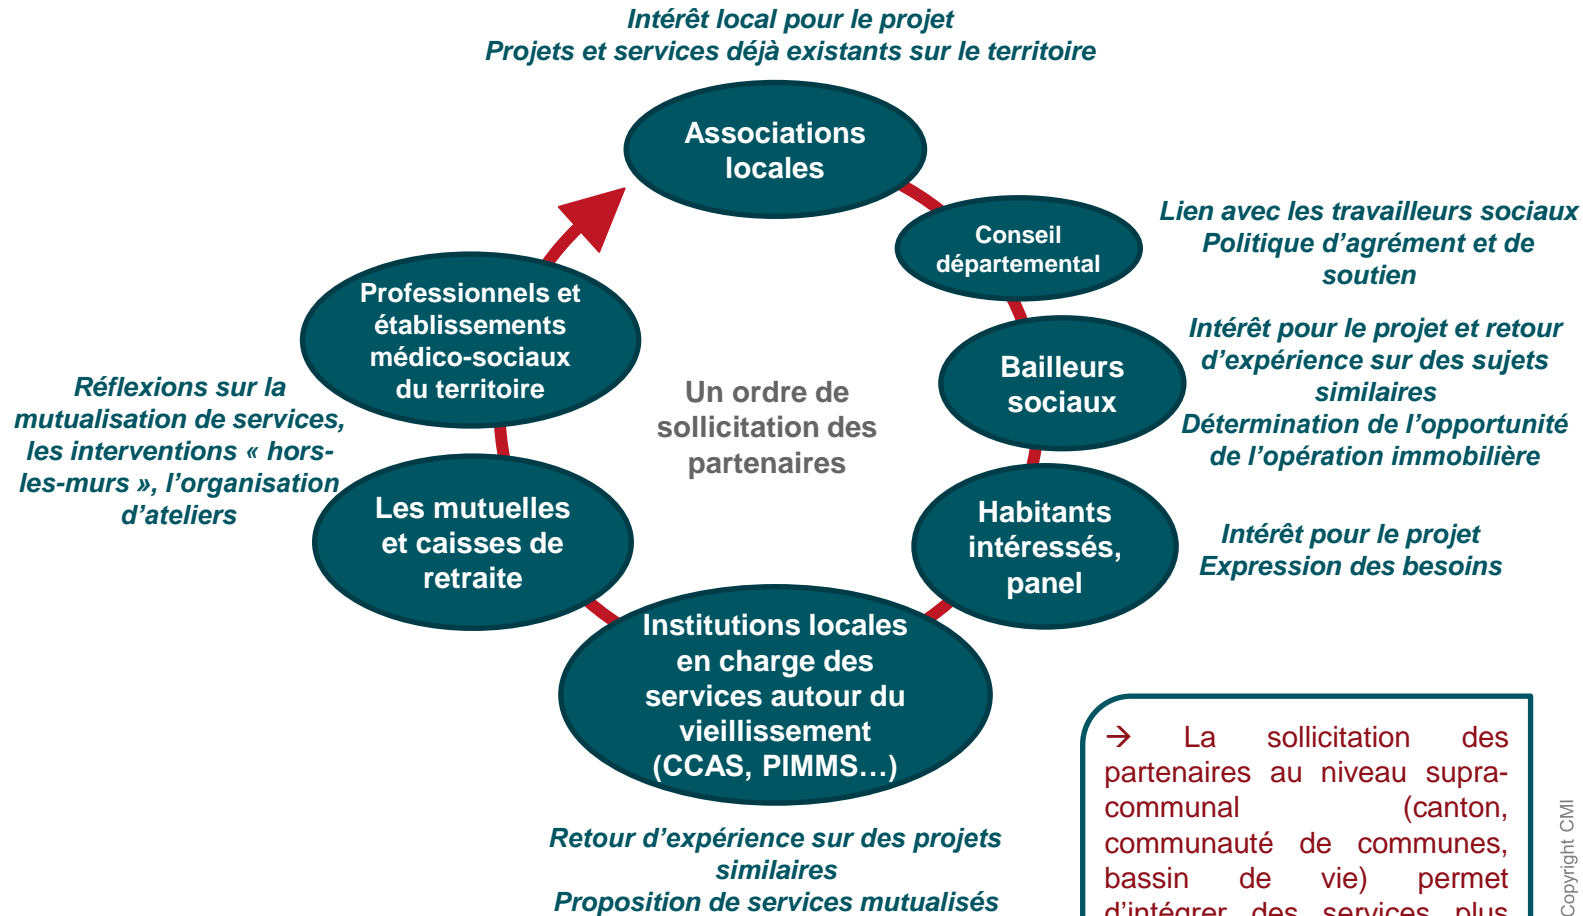 Intérêt local pour le projet
Projets et services déjà existants sur le territoire
Associations
locales
Conseil
départemental
Lien avec les travailleurs sociaux
Politique d’agrément et de
soutien
Bailleurs
sociaux
Intérêt pour le projet et retour
d’expérience sur des sujets
similaires
Détermination de l’opportunité
de l’opération immobilière
Habitants
intéressés,
panel
Intérêt pour le projet
Expression des besoins
Institutions locales
en charge des
services autour du
vieillissement
(CCAS, PIMMS…)
Retour d’expérience sur des projets
similaires
Proposition de services mutualisés
Les mutuelles
et caisses de
retraite
Professionnels et
établissements
médico-sociaux
du territoire
Réflexions sur la
mutualisation de services,
les interventions « hors-
les-murs », l’organisation
d’ateliers
Un ordre de
sollicitation des
partenaires
→ La sollicitation des
partenaires au niveau supra-
communal (canton,
communauté de communes,
bassin de vie) permet
d’intégrer des services plus
Copyright CMI